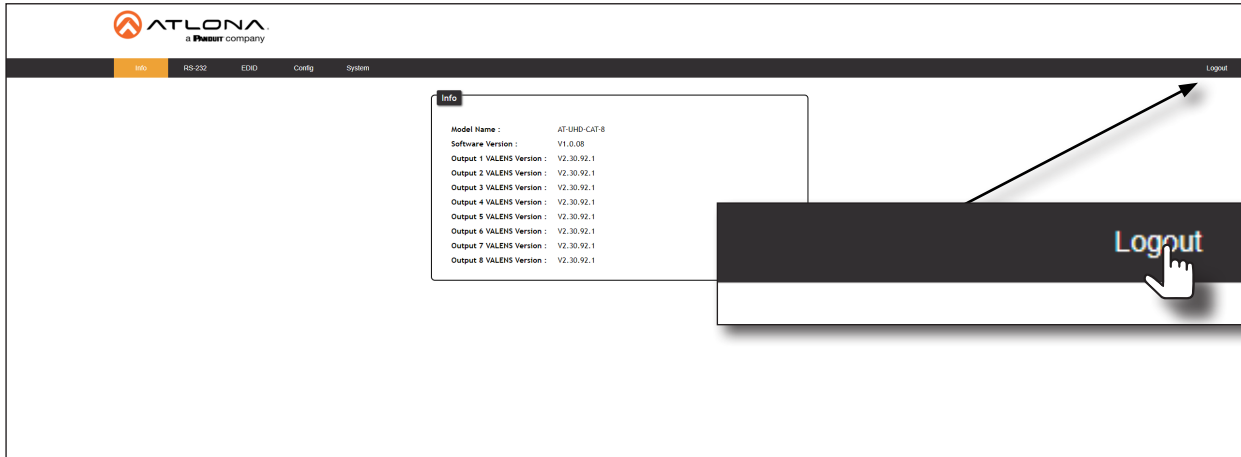 ATLONA.
a PANDUIT company
Info RS-232 EDID Config System Logout
Info
Model Name : AT-UHD-CAT-8
Software Version : V1.0.08
Output 1 VALENS Version : V2.30.92.1
Output 2 VALENS Version : V2.30.92.1
Output 3 VALENS Version : V2.30.92.1
Output 4 VALENS Version : V2.30.92.1
Output 5 VALENS Version : V2.30.92.1
Output 6 VALENS Version : V2.30.92.1
Output 7 VALENS Version : V2.30.92.1
Output 8 VALENS Version : V2.30.92.1
Logout